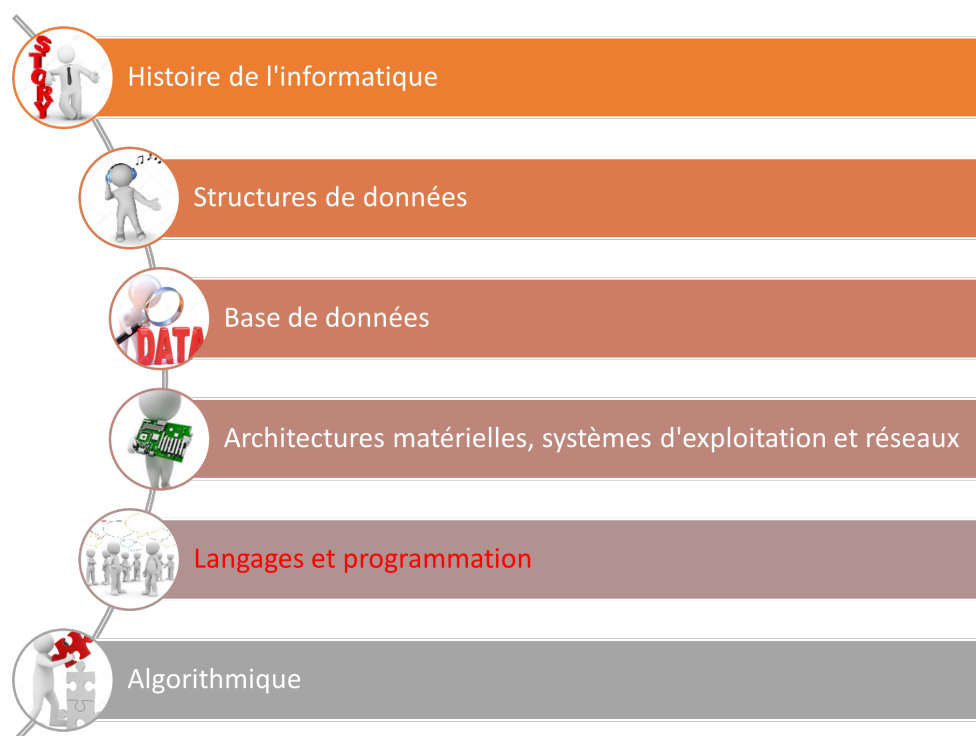 STORY
Histoire de l'informatique
Structures de données
DATA
Base de données
Architectures matérielles, systèmes d'exploitation et réseaux
Langages et programmation
Algorithmique